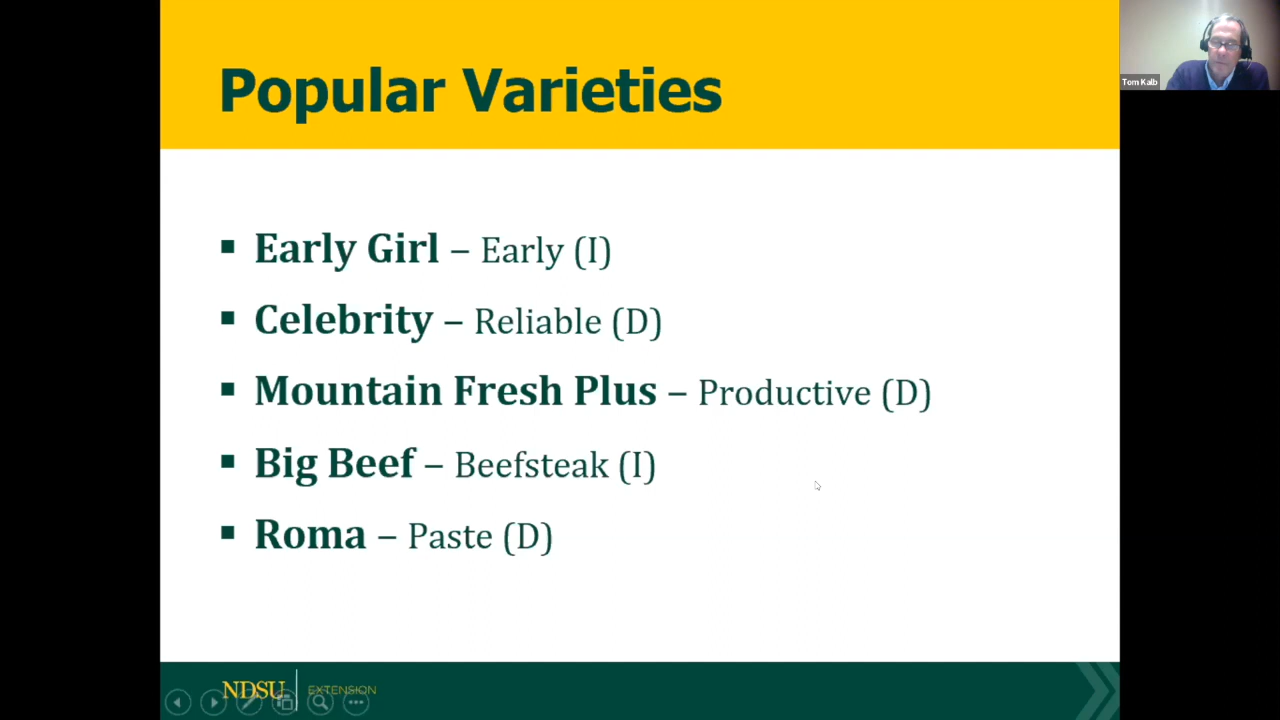 Popular Varieties
Tom Kalb
▪ Early Girl – Early (I)
▪ Celebrity – Reliable (D)
▪ Mountain Fresh Plus – Productive (D)
▪ Big Beef – Beefsteak (I)
▪ Roma – Paste (D)
NDSU EXTENSION